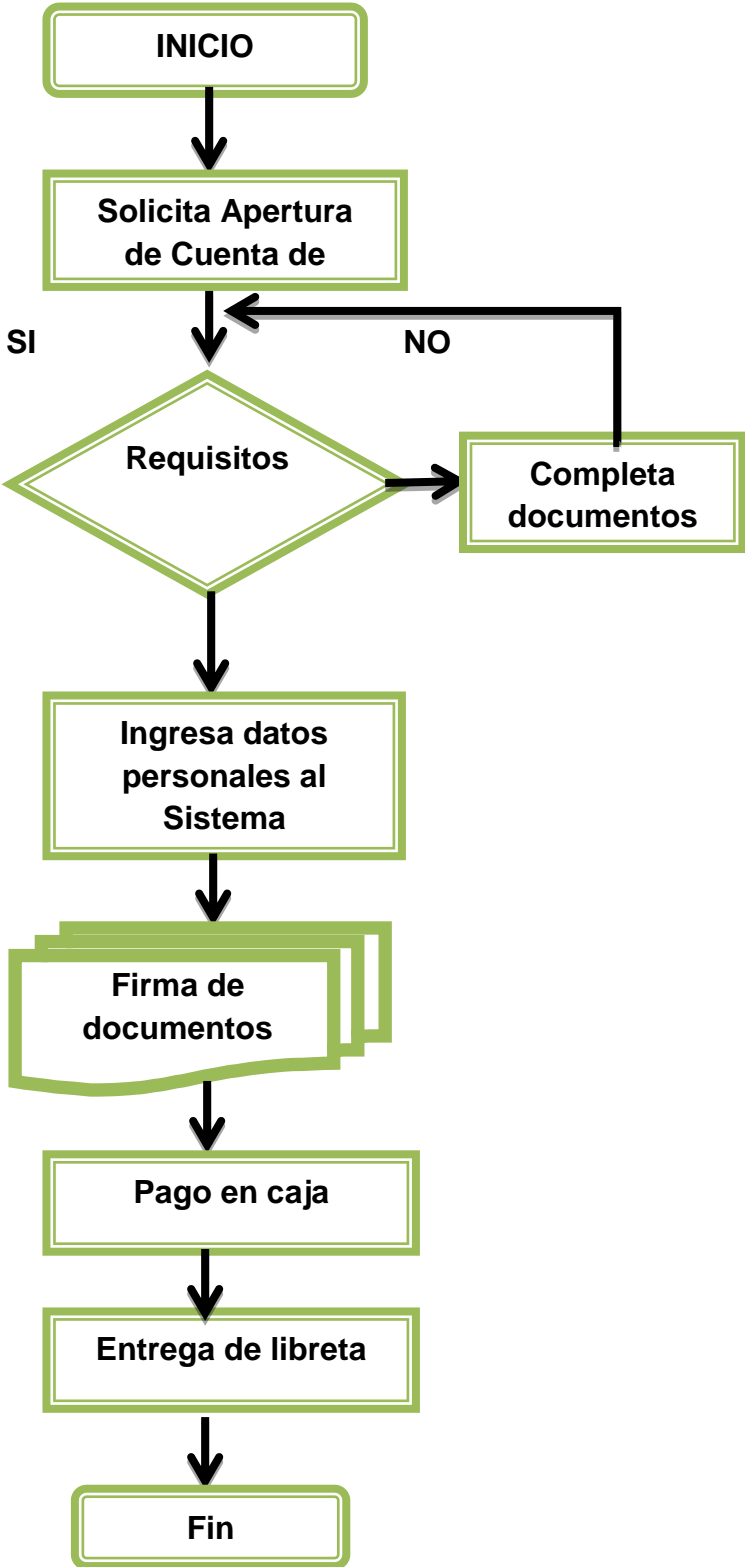 INICIO
Solicita Apertura
de Cuenta de
SI
NO
Requisitos
Completa
documentos
Ingresa datos
personales al
Sistema
Firma de
documentos
Pago en caja
Entrega de libreta
Fin